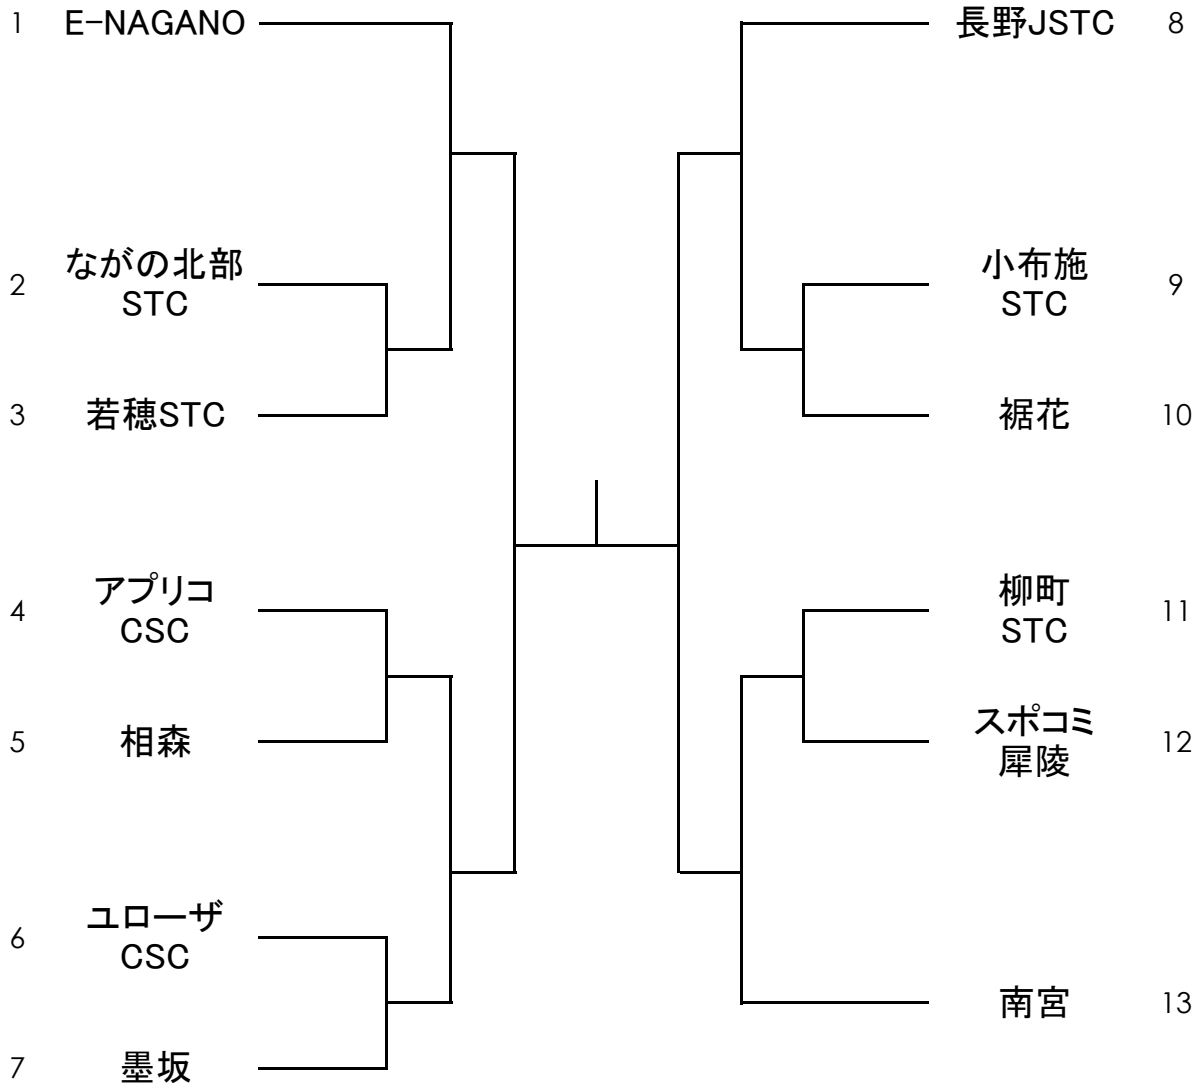 1 E-NAGANO
2 ながの北部
STC
3 若穂STC
4 アプリコ
CSC
5 相森
6 ユローザ
CSC
7 墨坂
長野JSTC 8
小布施
STC 9
裾花 10
柳町
STC 11
スポコミ
犀陵 12
南宮 13